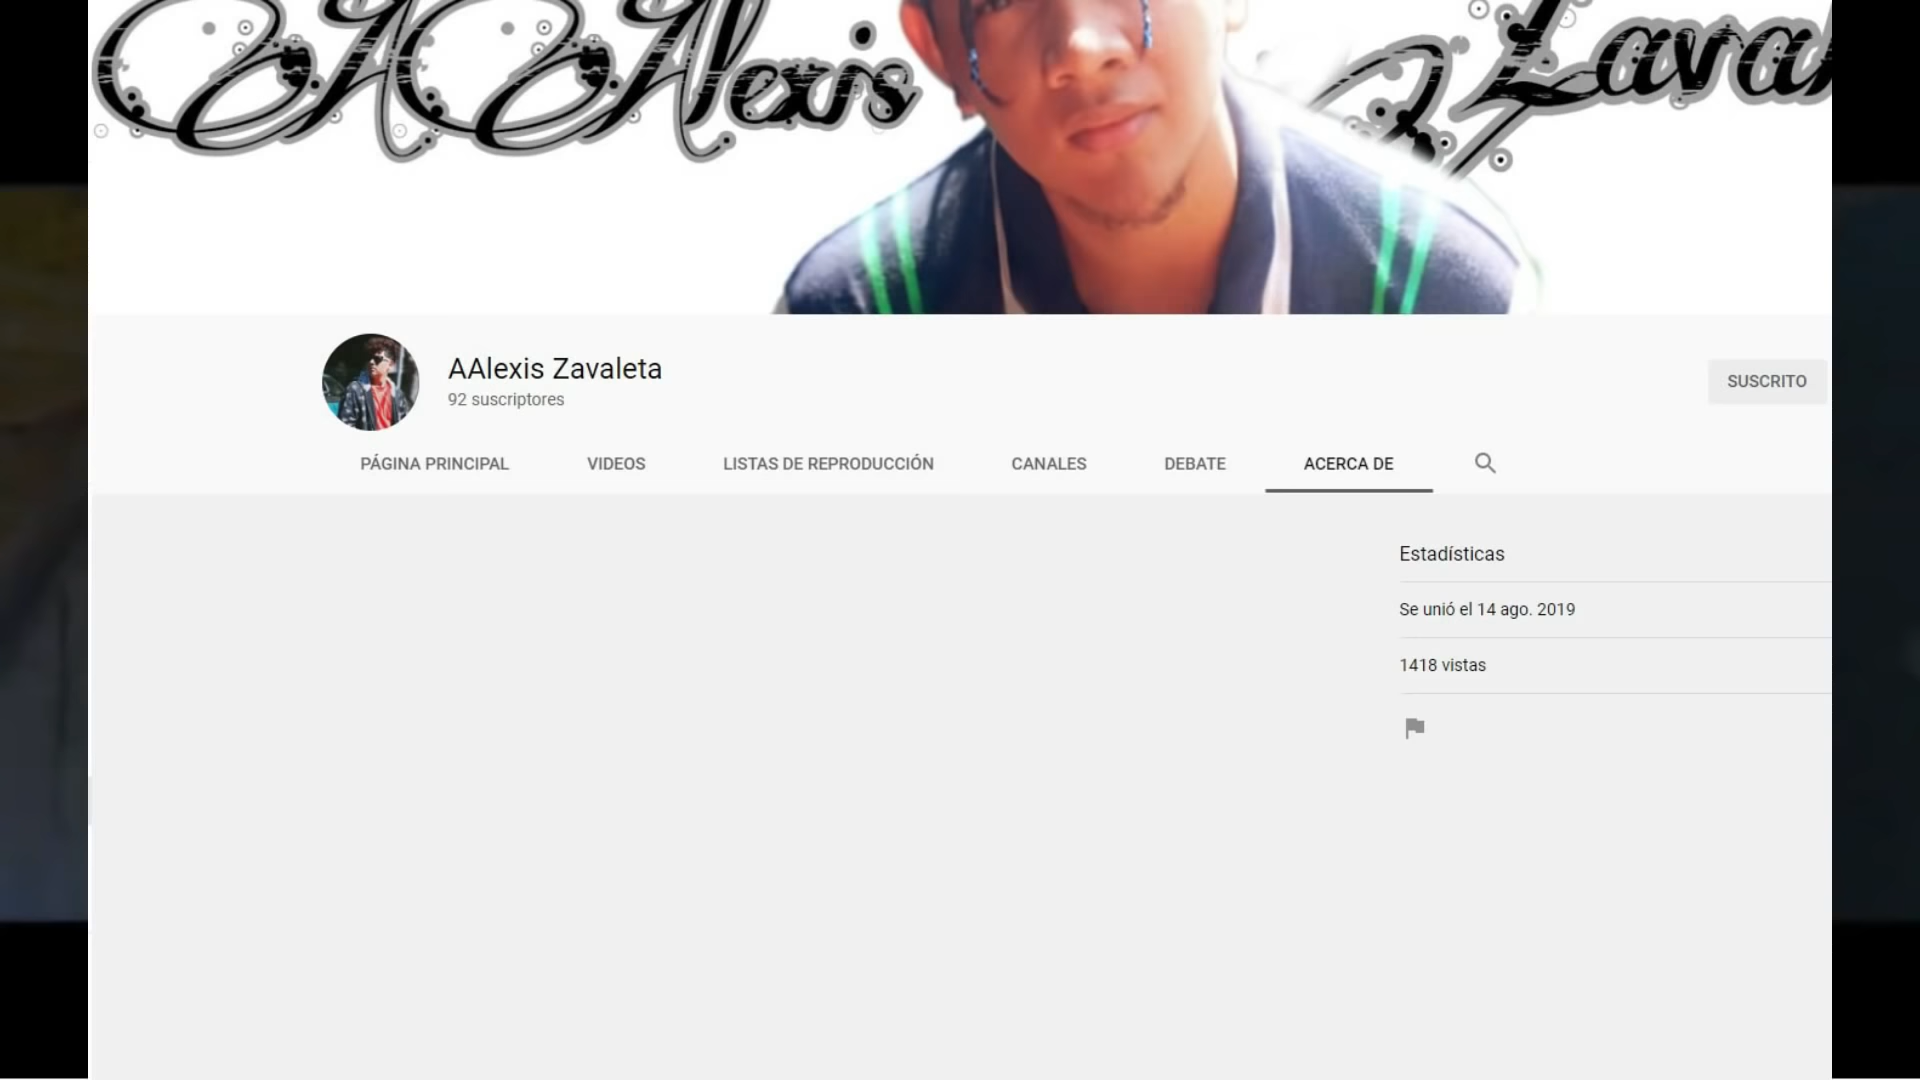 AAlexis Zaval
AAlexis Zavaleta
92 suscriptores
SUSCRITO
PÁGINA PRINCIPAL VIDEOS LISTAS DE REPRODUCCIÓN CANALES DEBATE ACERCA DE
Estadísticas
Se unió el 14 ago. 2019
1418 vistas